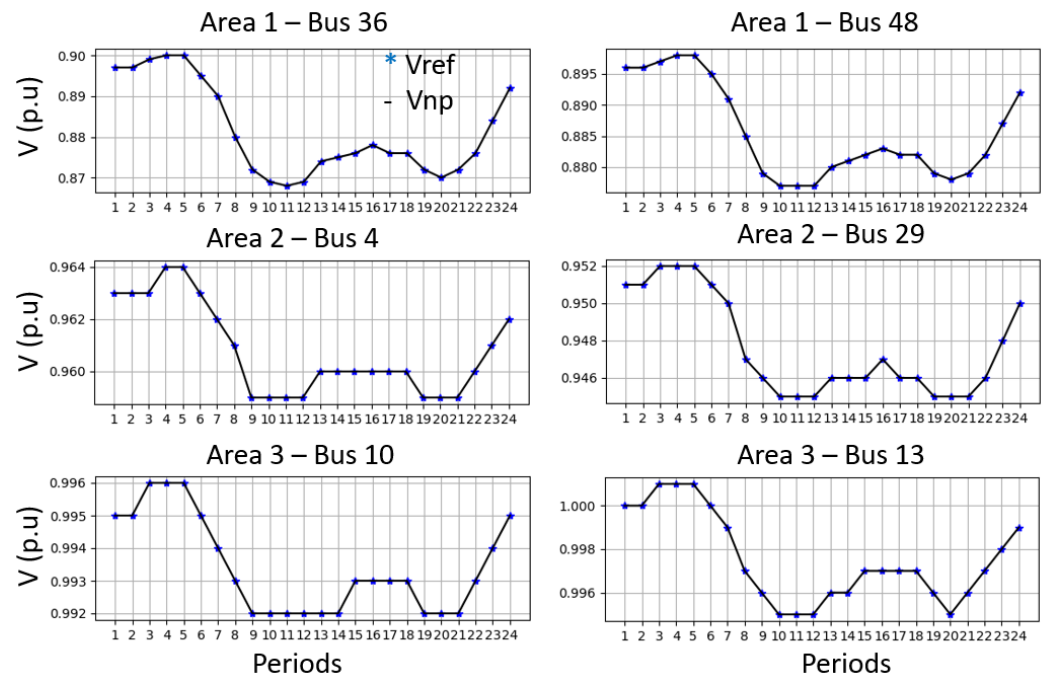 Area 1 – Bus 36
Area 1 – Bus 48
V (p.u)
0.90
0.89
0.88
0.87
* Vref
- Vnp
1 2 3 4 5 6 7 8 9 10 11 12 13 14 15 16 17 18 19 20 21 22 23 24
0.895
0.890
0.885
0.880
1 2 3 4 5 6 7 8 9 10 11 12 13 14 15 16 17 18 19 20 21 22 23 24
Area 2 – Bus 4
Area 2 – Bus 29
V (p.u)
0.964
0.962
0.960
1 2 3 4 5 6 7 8 9 10 11 12 13 14 15 16 17 18 19 20 21 22 23 24
0.952
0.950
0.948
0.946
1 2 3 4 5 6 7 8 9 10 11 12 13 14 15 16 17 18 19 20 21 22 23 24
Area 3 – Bus 10
Area 3 – Bus 13
V (p.u)
0.996
0.995
0.994
0.993
0.992
1 2 3 4 5 6 7 8 9 10 11 12 13 14 15 16 17 18 19 20 21 22 23 24
1.000
0.998
0.996
1 2 3 4 5 6 7 8 9 10 11 12 13 14 15 16 17 18 19 20 21 22 23 24
Periods
Periods